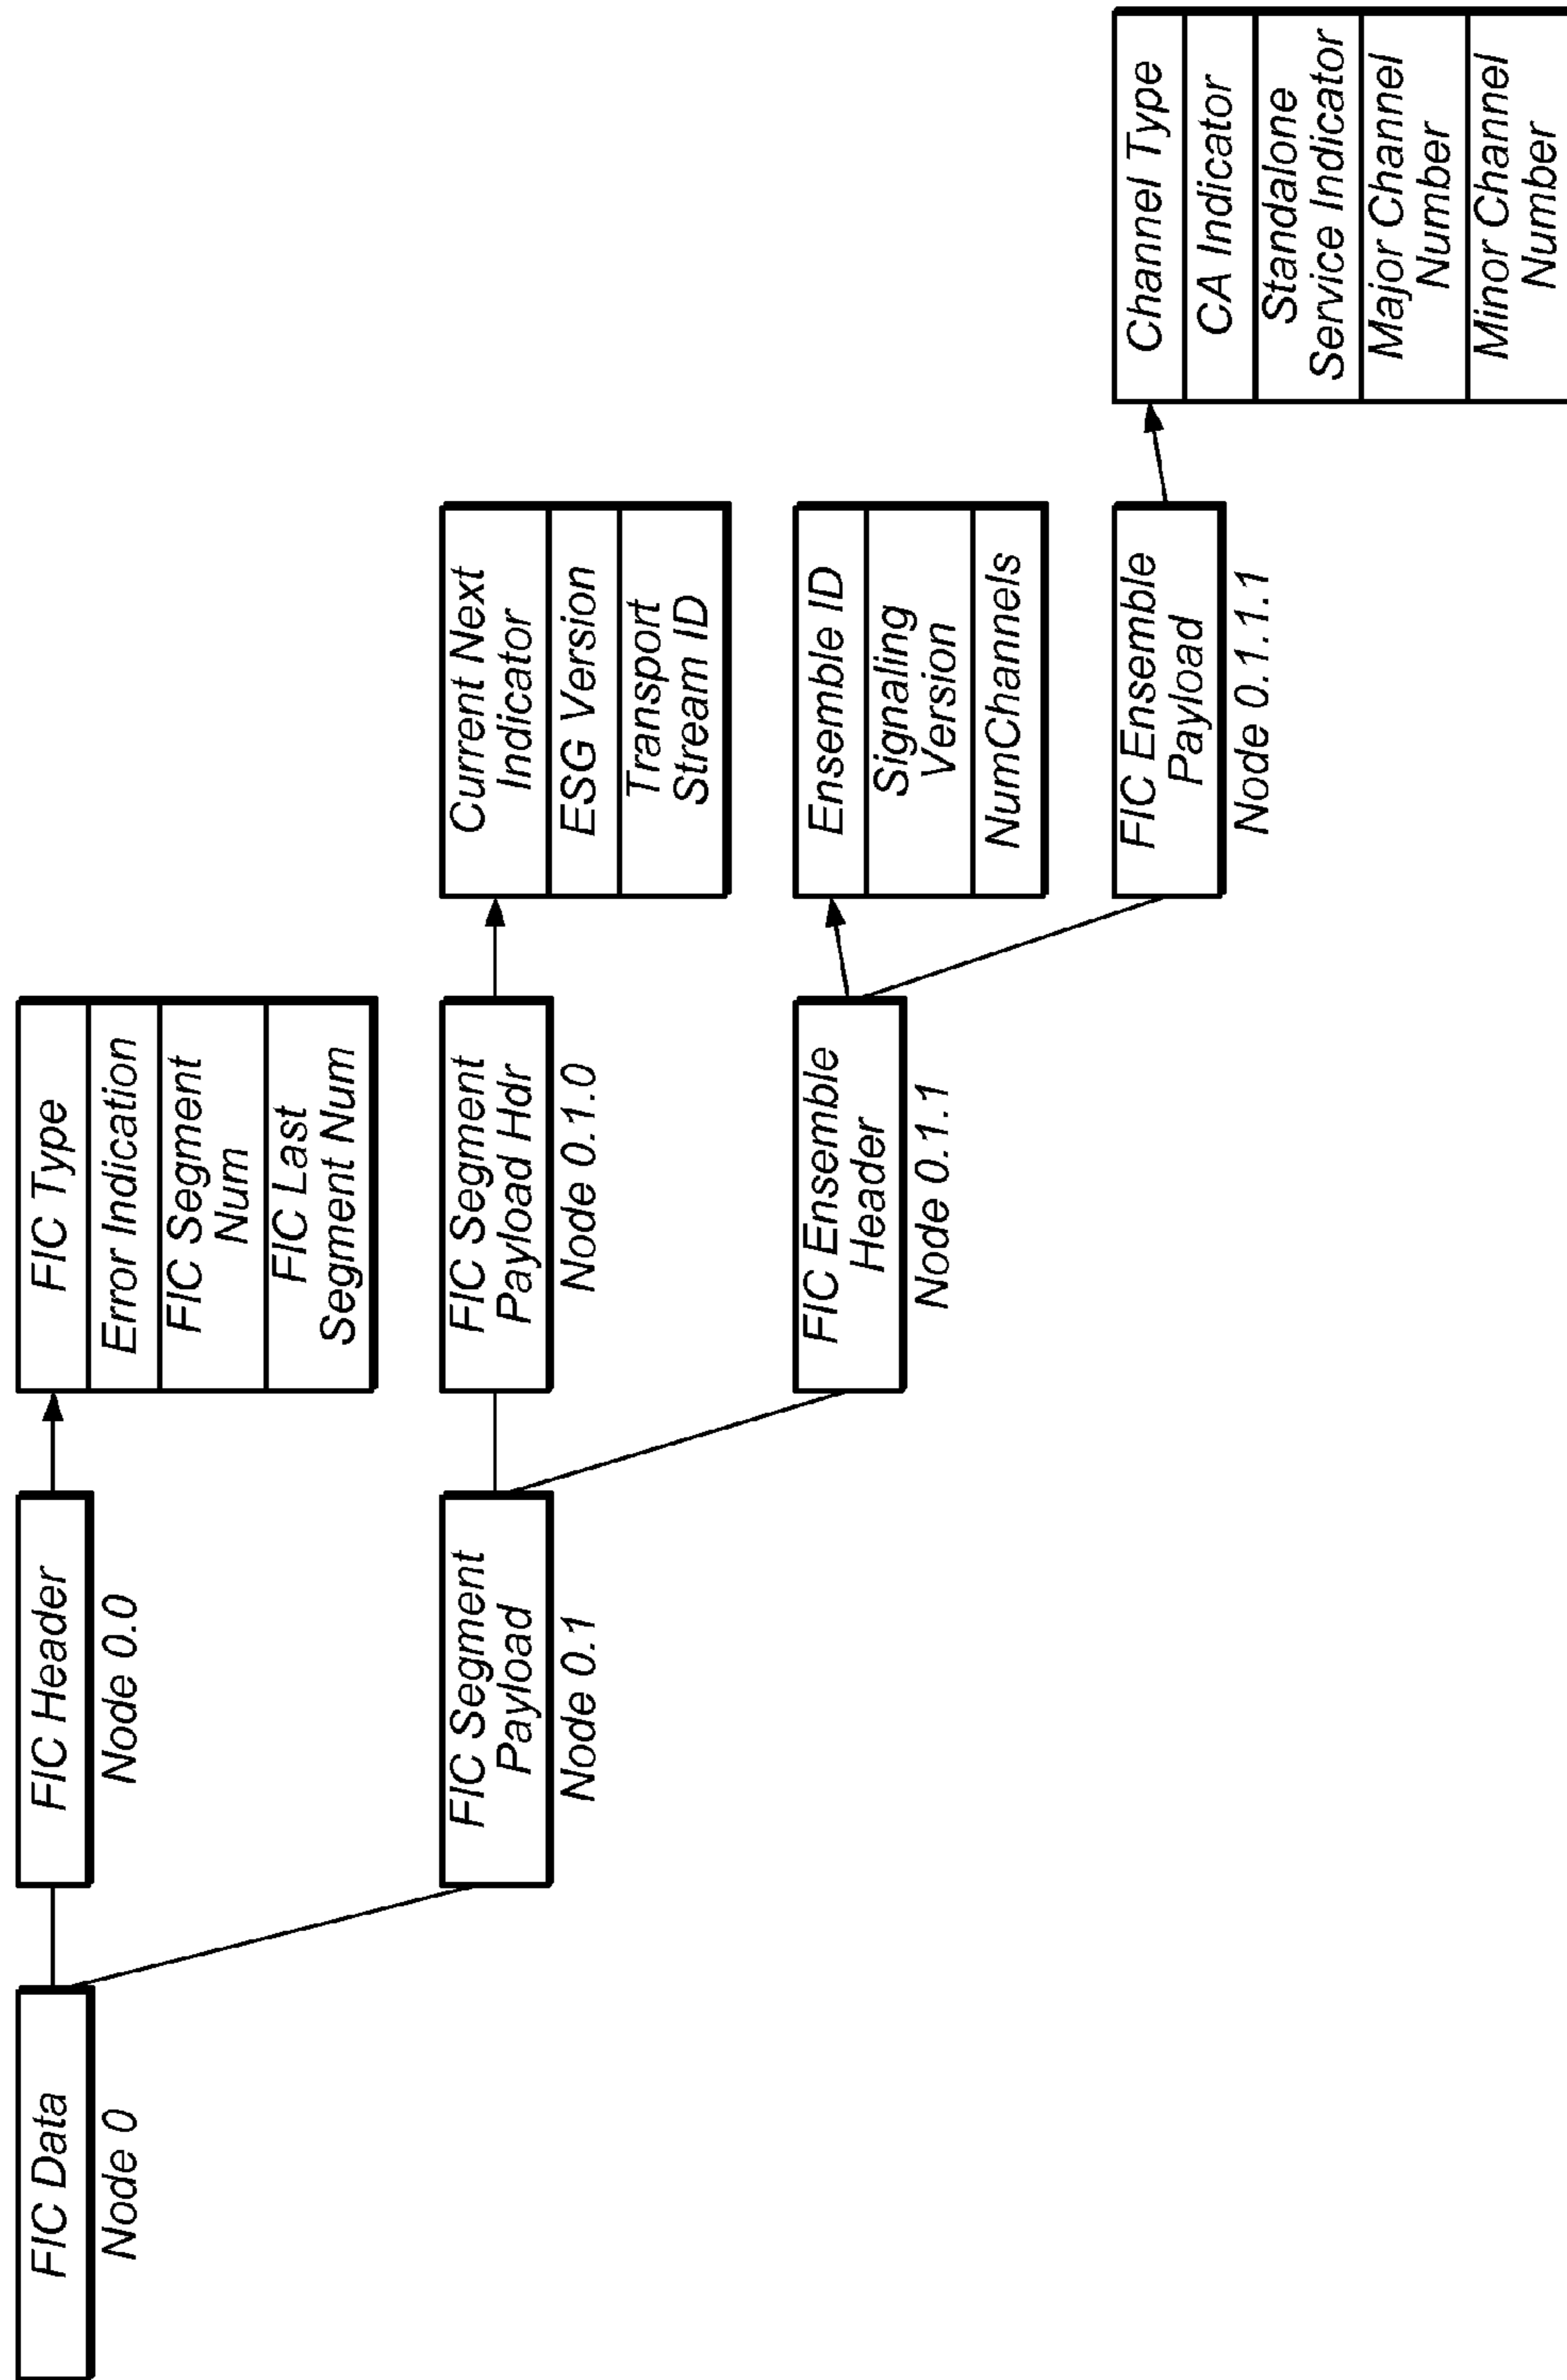 FIC Data
Node 0
FIC Header
Node 0.0
FIC Type
Error Indication
FIC Segment
Num
FIC Last
Segment Num
FIC Segment
Payload
Node 0.1
FIC Segment
Payload Hdr
Node 0.1.0
Current Next
Indicator
ESG Version
Transport
Stream ID
FIC Ensemble
Header
Node 0.1.1
Ensemble ID
Signaling
Version
NumChannels
FIC Ensemble
Payload
Node 0.1.1.1
Channel Type
CA Indicator
Standalone
Service Indicator
Major Channel
Number
Minor Channel
Number